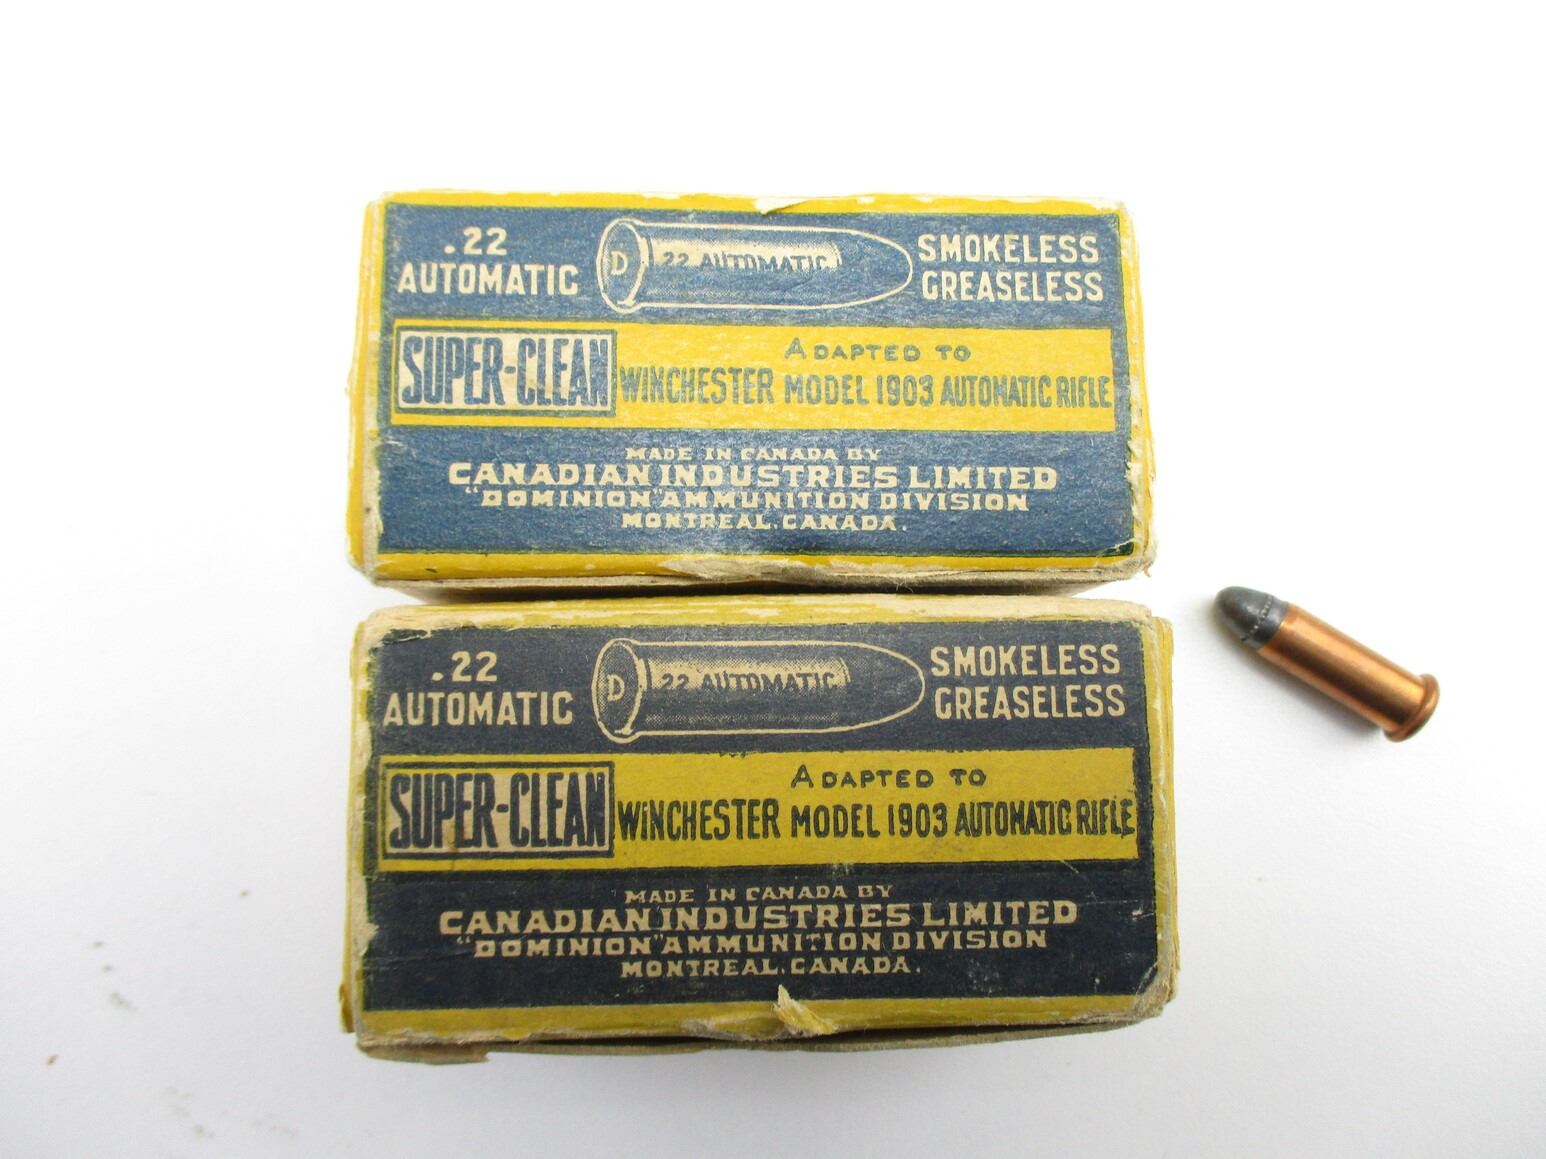 .22
AUTOMATIC
D 22 AUTOMATIC
SMOKELESS
GREASELESS
SUPER-CLEAN
ADAPTED TO
WINCHESTER MODEL 1903 AUTOMATIC RIFLE
MADE IN CANADA BY
CANADIAN INDUSTRIES LIMITED
"DOMINION" AMMUNITION DIVISION
MONTREAL. CANADA.
.22
AUTOMATIC
D 22 AUTOMATIC
SMOKELESS
GREASELESS
SUPER-CLEAN
ADAPTED TO
WINCHESTER MODEL 1903 AUTOMATIC RIFLE
MADE IN CANADA BY
CANADIAN INDUSTRIES LIMITED
"DOMINION" AMMUNITION DIVISION
MONTREAL. CANADA.